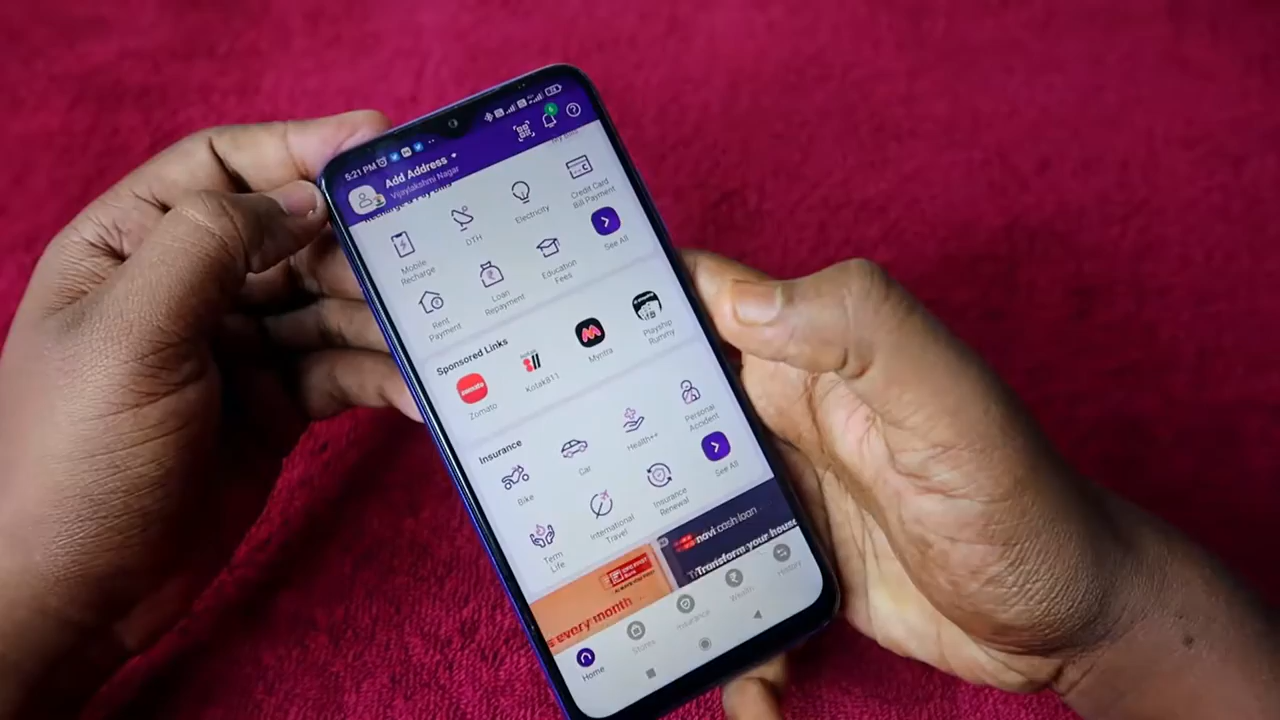 5:21 PM
Add Address
Vijaylakshmi Nagar
6
Mobile
Recharge
DTH
Electricity
Credit Card
Bill Payment
Rent
Payment
Loan
Repayment
Education
Fees
See All
Sponsored Links
zomato
Zomato
Kotak811
Myntra
Playship
Rummy
Insurance
Bike
Car
Health++
Personal
Accident
Term
Life
International
Travel
Insurance
Renewal
See All
every month
navi cash loan
Transform your house
Home
Stores
Insurance
Wealth
History